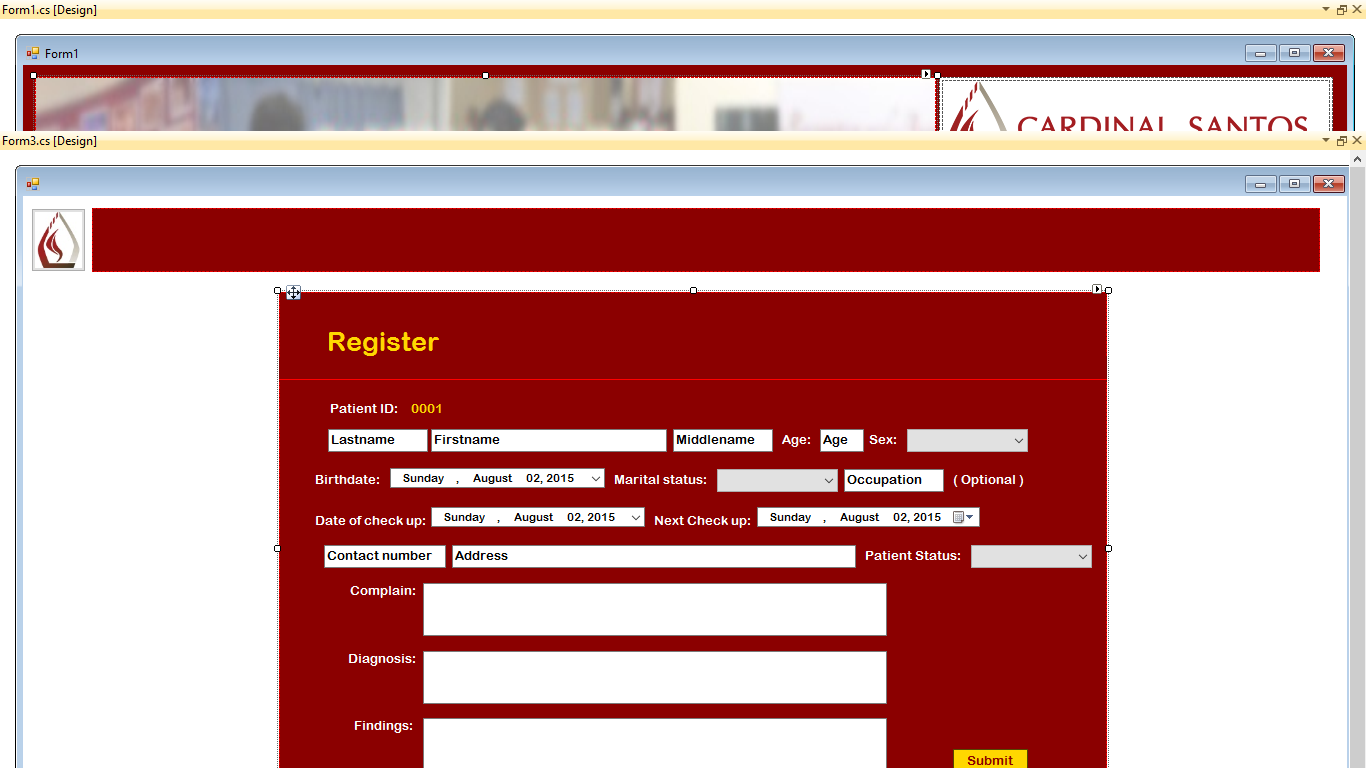 Form1.cs [Design]
Form1
CARDINAL SANTOS
Form3.cs [Design]
Register
Patient ID: 0001
Lastname Firstname Middlename Age: Age Sex:
Birthdate: Sunday , August 02, 2015 Marital status: Occupation ( Optional )
Date of check up: Sunday , August 02, 2015 Next Check up: Sunday , August 02, 2015
Contact number Address Patient Status:
Complain:
Diagnosis:
Findings:
Submit